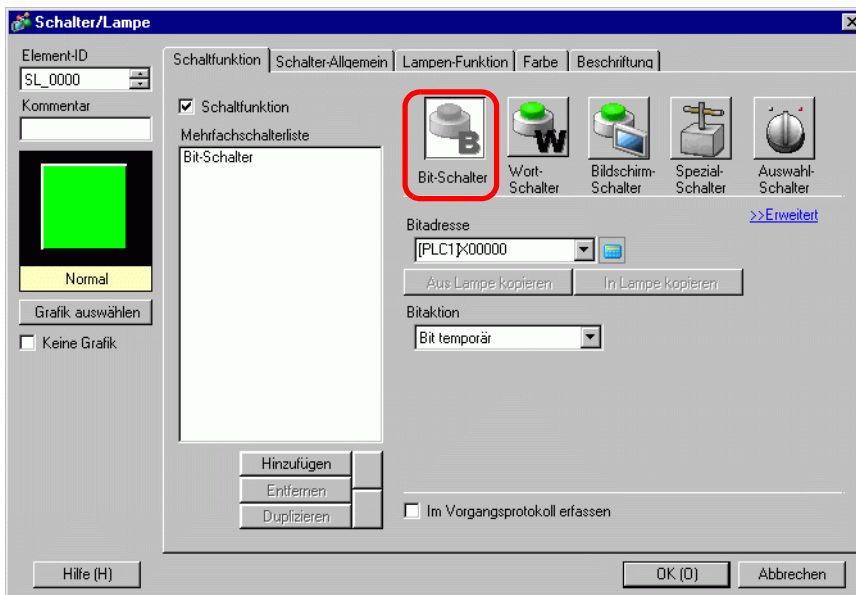 Schalter/Lampe
Element-ID
SL_0000
Kommentar
Normal
Grafik auswählen
Keine Grafik
Schaltfunktion
Schalter-Allgemein
Lampen-Funktion
Farbe
Beschriftung
Schaltfunktion
Mehrfachschalterliste
Bit-Schalter
Hinzufügen
Entfernen
Duplizieren
B
Bit-Schalter
W
Wort-
Schalter
Bildschirm-
Schalter
Spezial-
Schalter
Auswahl-
Schalter
>>Erweitert
Bitadresse
[PLC1]X00000
Aus Lampe kopieren
In Lampe kopieren
Bitaktion
Bit temporär
Im Vorgangsprotokoll erfassen
Hilfe (H)
OK (O)
Abbrechen